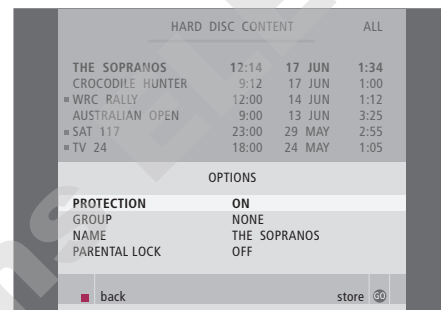 HARD DISC CONTENT ALL
THE SOPRANOS 12:14 17 JUN 1:34
CROCODILE HUNTER 9:12 17 JUN 1:00
WRC RALLY 12:00 14 JUN 1:12
AUSTRALIAN OPEN 9:00 13 JUN 3:25
SAT 117 23:00 29 MAY 2:55
TV 24 18:00 24 MAY 1:05
OPTIONS
PROTECTION ON
GROUP NONE
NAME THE SOPRANOS
PARENTAL LOCK OFF
back store GO